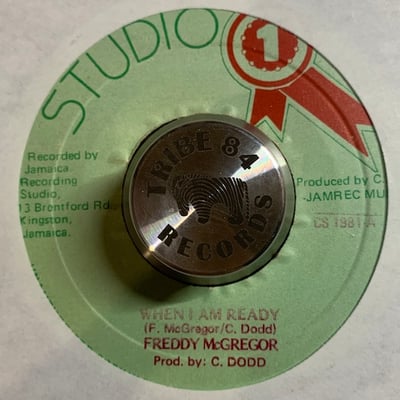 STUDIO 1
Recorded by
Jamaica
Recording
Studio,
13 Brentford Rd.
Kingston,
Jamaica.
TRIBE 84
RECORDS
Produced by C.
-JAMREC MU
CS 1981-A
WHEN I AM READY
(F. McGregor/C. Dodd)
FREDDY McGREGOR
Prod. by: C. DODD